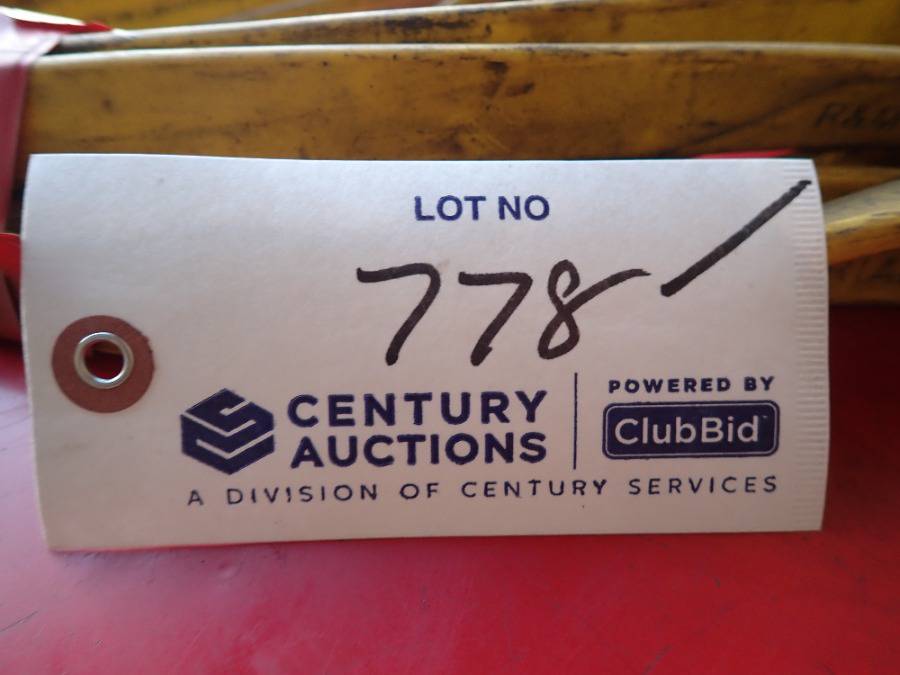 LOT NO
778
CENTURY
AUCTIONS
POWERED BY
ClubBid
A DIVISION OF CENTURY SERVICES